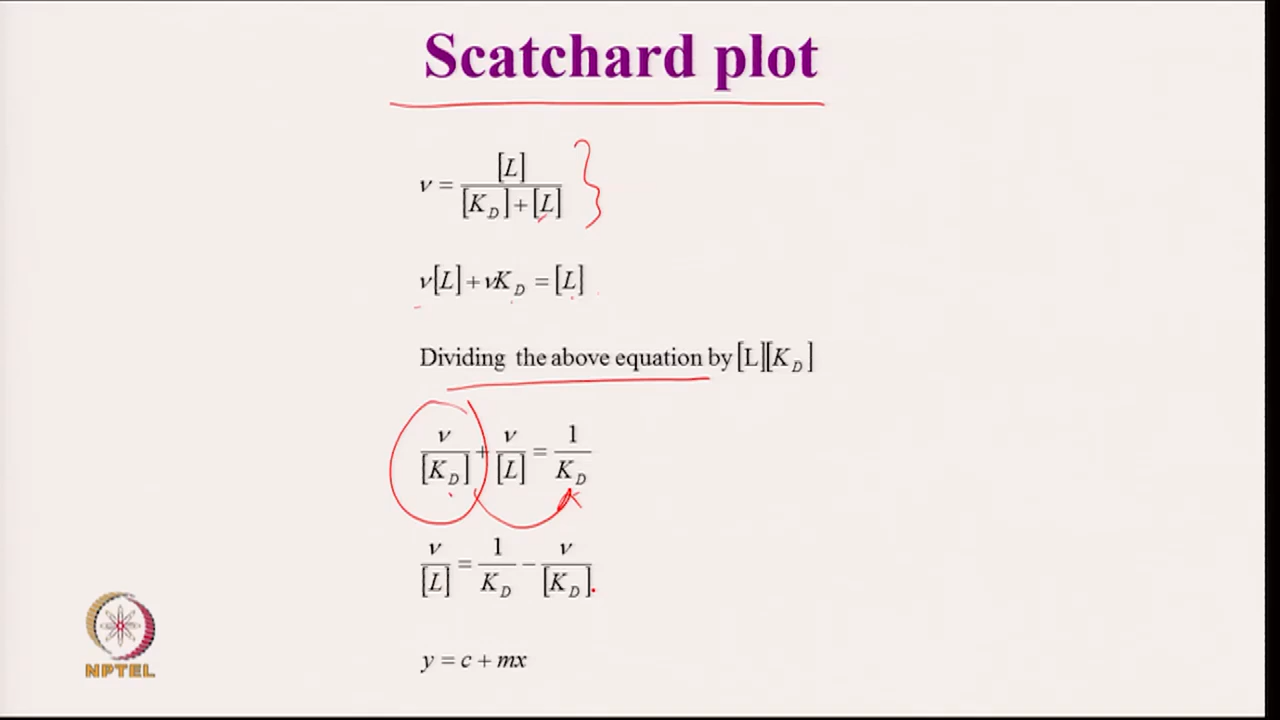 Scatchard plot
ν = [L] / ([K_D] + [L])
ν[L] + νK_D = [L]
Dividing the above equation by [L][K_D]
ν/[K_D] + ν/[L] = 1/K_D
ν/[L] = 1/K_D − ν/[K_D]
y = c + mx
NPTEL